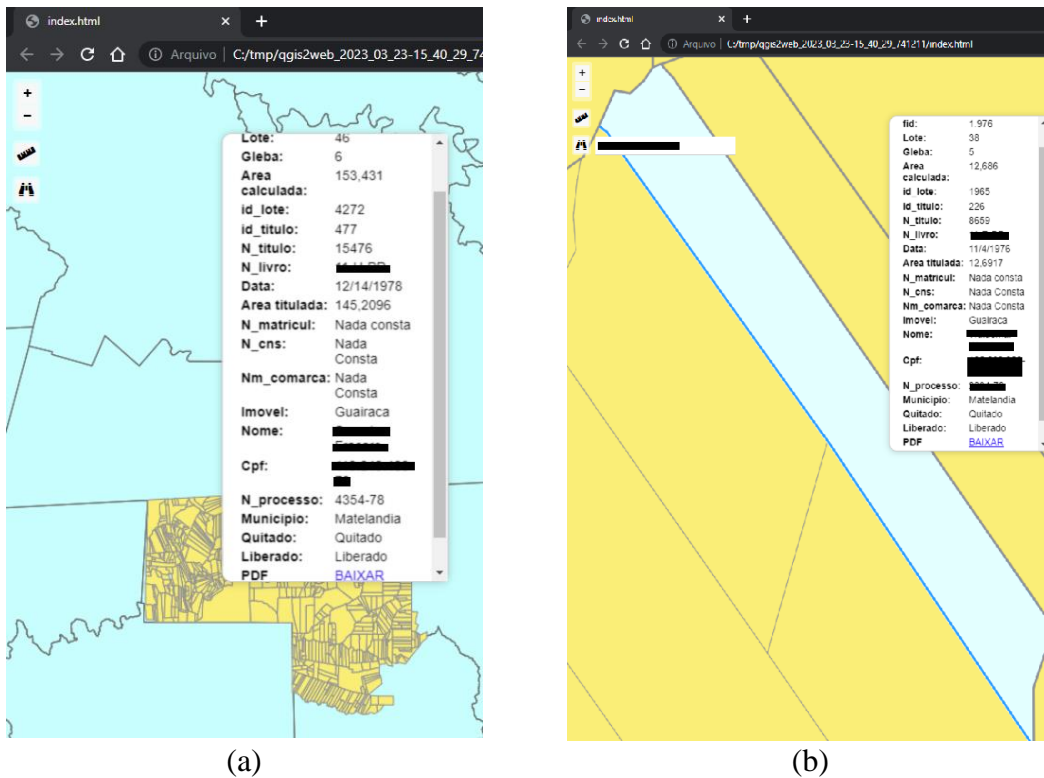 index.html × +
Arquivo | C:/tmp/qgis2web_2023_03_23-15_40_29_74
+
−
Lote: 46
Gleba: 6
Area 153,431
calculada:
id_lote: 4272
id_titulo: 477
N_titulo: 15476
N_livro:
Data: 12/14/1978
Area titulada: 145,2096
N_matricul: Nada consta
N_cns: Nada
Consta
Nm_comarca: Nada
Consta
Imovel: Guairaca
Nome:
Cpf:
N_processo: 4354-78
Municipio: Matelandia
Quitado: Quitado
Liberado: Liberado
PDF BAIXAR
(a)
index.html × +
Arquivo | C:/tmp/qgis2web_2023_03_23-15_40_29_741211/index.html
+
−
fid: 1.976
Lote: 38
Gleba: 5
Area 12,686
calculada:
id_lote: 1965
id_titulo: 226
N_titulo: 8659
N_livro:
Data: 11/4/1976
Area titulada: 12,6917
N_matricul: Nada consta
N_cns: Nada Consta
Nm_comarca: Nada Consta
Imovel: Guairaca
Nome:
Cpf:
N_processo:
Municipio: Matelandia
Quitado: Quitado
Liberado: Liberado
PDF BAIXAR
(b)